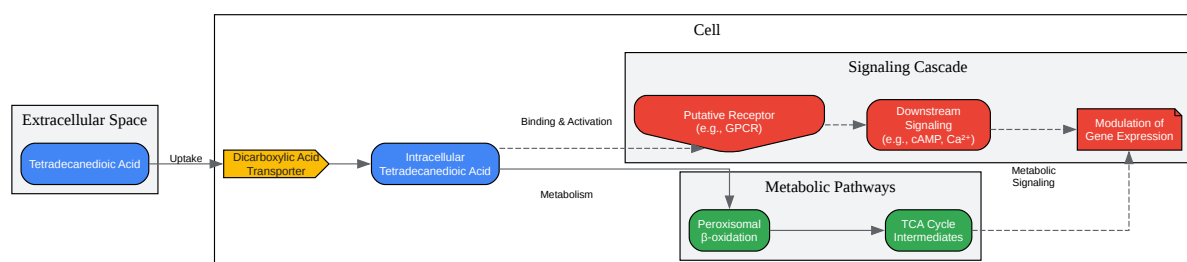 Cell
Signaling Cascade
Extracellular Space
Tetradecanedioic Acid
Uptake
Dicarboxylic Acid
Transporter
Intracellular
Tetradecanedioic Acid
Binding & Activation
Putative Receptor
(e.g., GPCR)
Downstream
Signaling
(e.g., cAMP, Ca²⁺)
Modulation of
Gene Expression
Metabolism
Metabolic Pathways
Metabolic
Signaling
Peroxisomal
β-oxidation
TCA Cycle
Intermediates